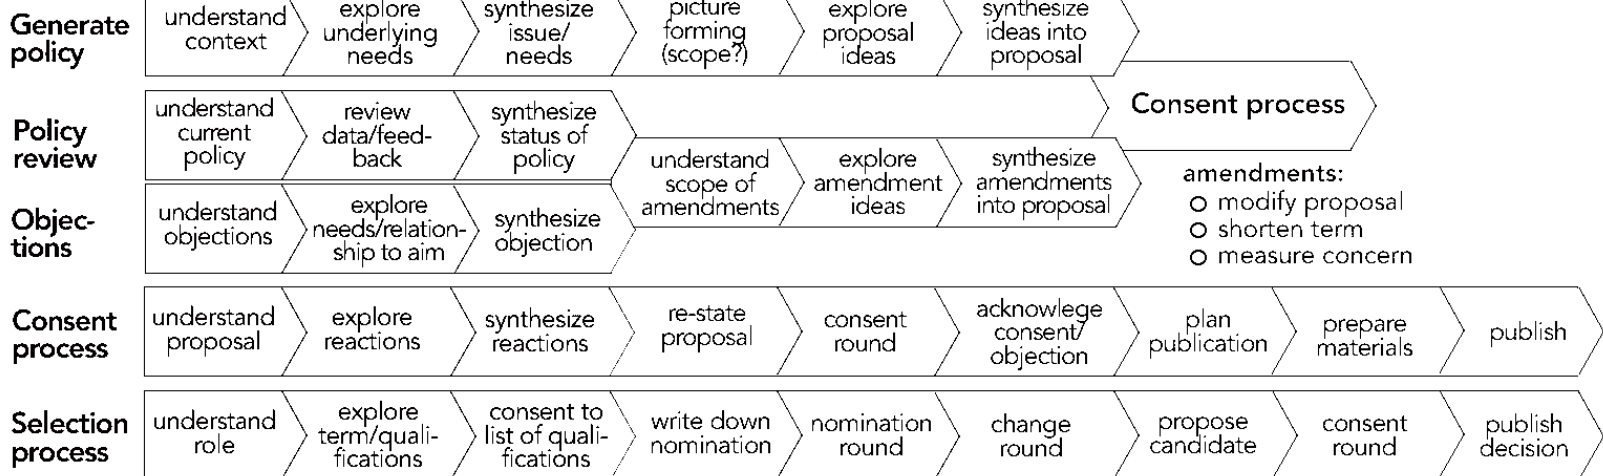 Generate
policy
understand
context
explore
underlying
needs
synthesize
issue/
needs
picture
forming
(scope?)
explore
proposal
ideas
synthesize
ideas into
proposal
Consent process
Policy
review
understand
current
policy
review
data/feed-
back
synthesize
status of
policy
understand
scope of
amendments
explore
amendment
ideas
synthesize
amendments
into proposal
amendments:
modify proposal
shorten term
measure concern
Objec-
tions
understand
objections
explore
needs/relation-
ship to aim
synthesize
objection
Consent
process
understand
proposal
explore
reactions
synthesize
reactions
re-state
proposal
consent
round
acknowlege
consent/
objection
plan
publication
prepare
materials
publish
Selection
process
understand
role
explore
term/quali-
fications
consent to
list of quali-
fications
write down
nomination
nomination
round
change
round
propose
candidate
consent
round
publish
decision